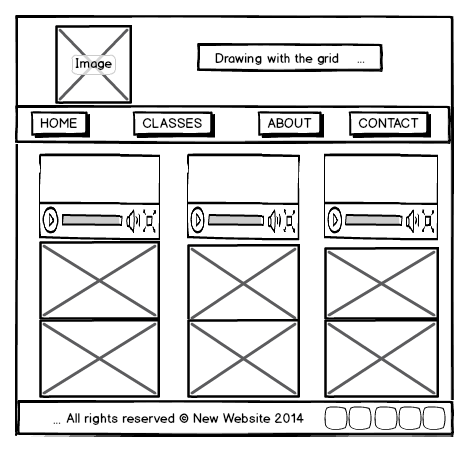 Image
Drawing with the grid ...
HOME CLASSES ABOUT CONTACT
... All rights reserved © New Website 2014